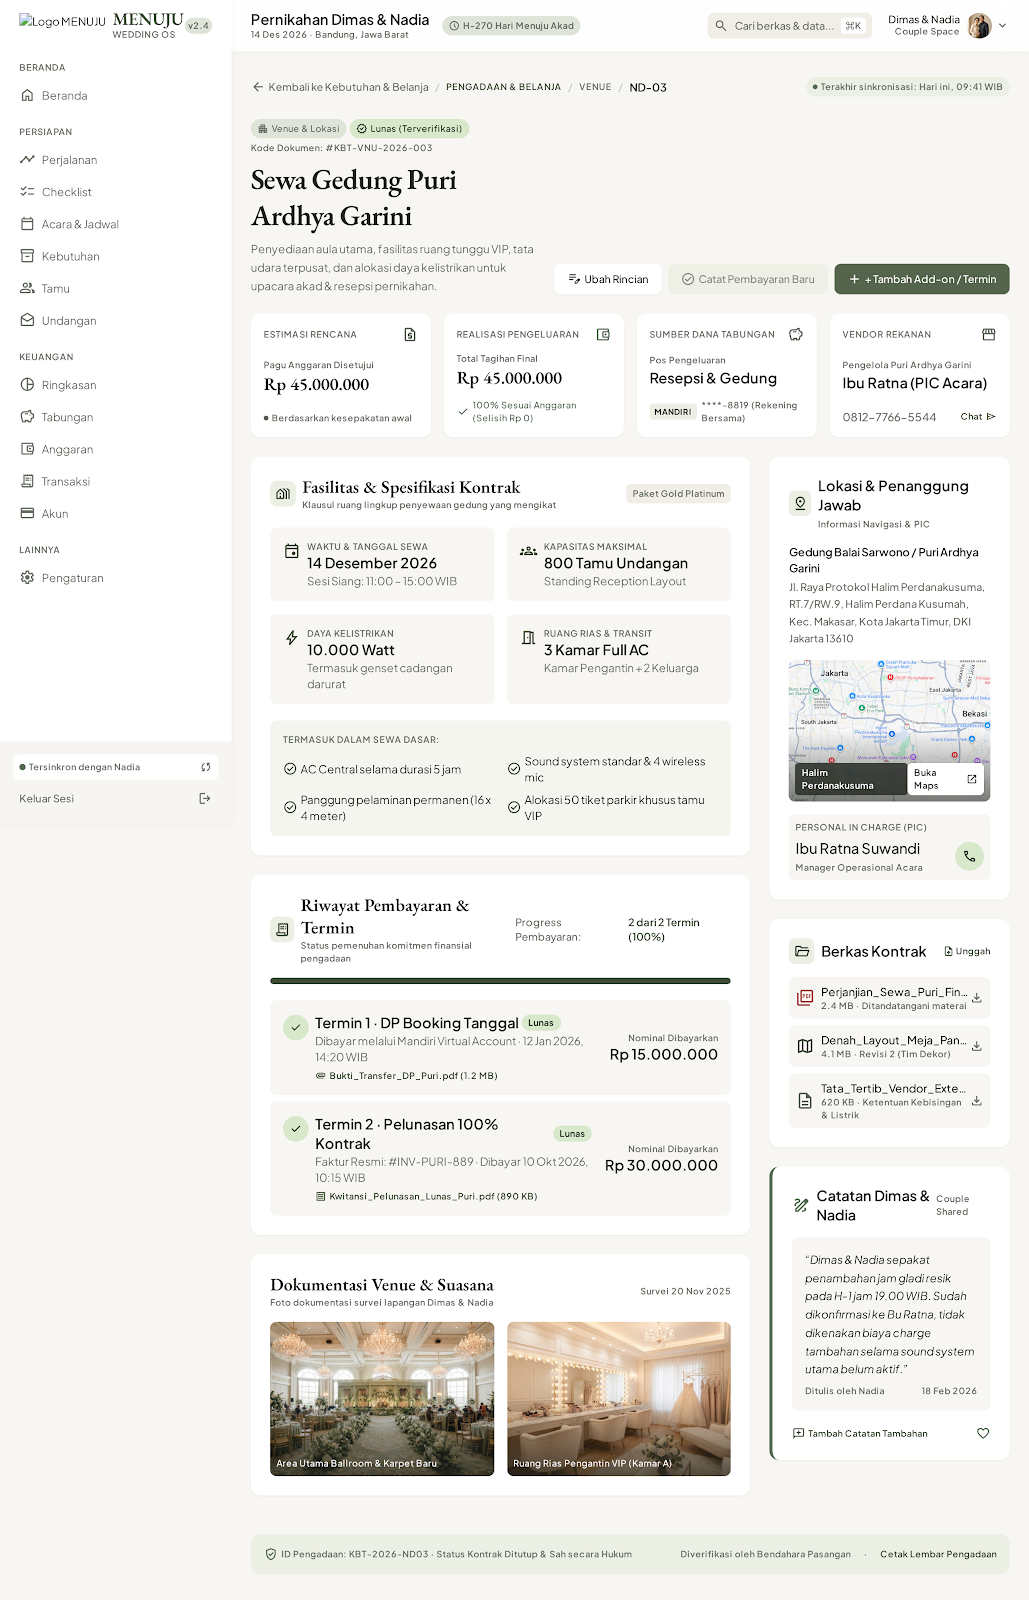 Logo MENUJU
MENUJU
WEDDING OS
v2.4
BERANDA
Beranda
PERSIAPAN
Perjalanan
Checklist
Acara & Jadwal
Kebutuhan
Tamu
Undangan
KEUANGAN
Ringkasan
Tabungan
Anggaran
Transaksi
Akun
LAINNYA
Pengaturan
Tersinkron dengan Nadia
Keluar Sesi
Pernikahan Dimas & Nadia
14 Des 2026 · Bandung, Jawa Barat
H-270 Hari Menuju Akad
Cari berkas & data...
⌘K
Dimas & Nadia
Couple Space
Kembali ke Kebutuhan & Belanja / PENGADAAN & BELANJA / VENUE / ND-03
Terakhir sinkronisasi: Hari ini, 09:41 WIB
Venue & Lokasi
Lunas (Terverifikasi)
Kode Dokumen: #KBT-VNU-2026-003
Sewa Gedung Puri
Ardhya Garini
Penyediaan aula utama, fasilitas ruang tunggu VIP, tata
udara terpusat, dan alokasi daya kelistrikan untuk
upacara akad & resepsi pernikahan.
Ubah Rincian
Catat Pembayaran Baru
+ Tambah Add-on / Termin
ESTIMASI RENCANA
Pagu Anggaran Disetujui
Rp 45.000.000
Berdasarkan kesepakatan awal
REALISASI PENGELUARAN
Total Tagihan Final
Rp 45.000.000
100% Sesuai Anggaran
(Selisih Rp 0)
SUMBER DANA TABUNGAN
Pos Pengeluaran
Resepsi & Gedung
MANDIRI
****-8819 (Rekening
Bersama)
VENDOR REKANAN
Pengelola Puri Ardhya Garini
Ibu Ratna (PIC Acara)
0812-7766-5544
Chat
Fasilitas & Spesifikasi Kontrak
Klausul ruang lingkup penyewaan gedung yang mengikat
Paket Gold Platinum
WAKTU & TANGGAL SEWA
14 Desember 2026
Sesi Siang: 11:00 – 15:00 WIB
KAPASITAS MAKSIMAL
800 Tamu Undangan
Standing Reception Layout
DAYA KELISTRIKAN
10.000 Watt
Termasuk genset cadangan
darurat
RUANG RIAS & TRANSIT
3 Kamar Full AC
Kamar Pengantin + 2 Keluarga
TERMASUK DALAM SEWA DASAR:
AC Central selama durasi 5 jam
Sound system standar & 4 wireless
mic
Panggung pelaminan permanen (16 x
4 meter)
Alokasi 50 tiket parkir khusus tamu
VIP
Riwayat Pembayaran &
Termin
Status pemenuhan komitmen finansial
pengadaan
Progress
Pembayaran:
2 dari 2 Termin
(100%)
Termin 1 · DP Booking Tanggal
Lunas
Dibayar melalui Mandiri Virtual Account · 12 Jan 2026,
14:20 WIB
Bukti_Transfer_DP_Puri.pdf (1.2 MB)
Nominal Dibayarkan
Rp 15.000.000
Termin 2 · Pelunasan 100%
Kontrak
Lunas
Faktur Resmi: #INV-PURI-889 · Dibayar 10 Okt 2026,
10:15 WIB
Kwitansi_Pelunasan_Lunas_Puri.pdf (890 KB)
Nominal Dibayarkan
Rp 30.000.000
Dokumentasi Venue & Suasana
Foto dokumentasi survei lapangan Dimas & Nadia
Survei 20 Nov 2025
Area Utama Ballroom & Karpet Baru
Ruang Rias Pengantin VIP (Kamar A)
Lokasi & Penanggung
Jawab
Informasi Navigasi & PIC
Gedung Balai Sarwono / Puri Ardhya
Garini
Jl. Raya Protokol Halim Perdanakusuma,
RT.7/RW.9, Halim Perdana Kusumah,
Kec. Makasar, Kota Jakarta Timur, DKI
Jakarta 13610
Jakarta
East Jakarta
Bekasi
South Jakarta
Halim
Perdanakusuma
Buka
Maps
PERSONAL IN CHARGE (PIC)
Ibu Ratna Suwandi
Manager Operasional Acara
Berkas Kontrak
Unggah
PDF
Perjanjian_Sewa_Puri_Fin...
2.4 MB · Ditandatangani materai
Denah_Layout_Meja_Pan...
4.1 MB · Revisi 2 (Tim Dekor)
Tata_Tertib_Vendor_Exte...
620 KB · Ketentuan Kebisingan
& Listrik
Catatan Dimas &
Nadia
Couple
Shared
"Dimas & Nadia sepakat
penambahan jam gladi resik
pada H-1 jam 19.00 WIB. Sudah
dikonfirmasi ke Bu Ratna, tidak
dikenakan biaya charge
tambahan selama sound system
utama belum aktif."
Ditulis oleh Nadia
18 Feb 2026
Tambah Catatan Tambahan
ID Pengadaan: KBT-2026-ND03 · Status Kontrak Ditutup & Sah secara Hukum
Diverifikasi oleh Bendahara Pasangan · Cetak Lembar Pengadaan